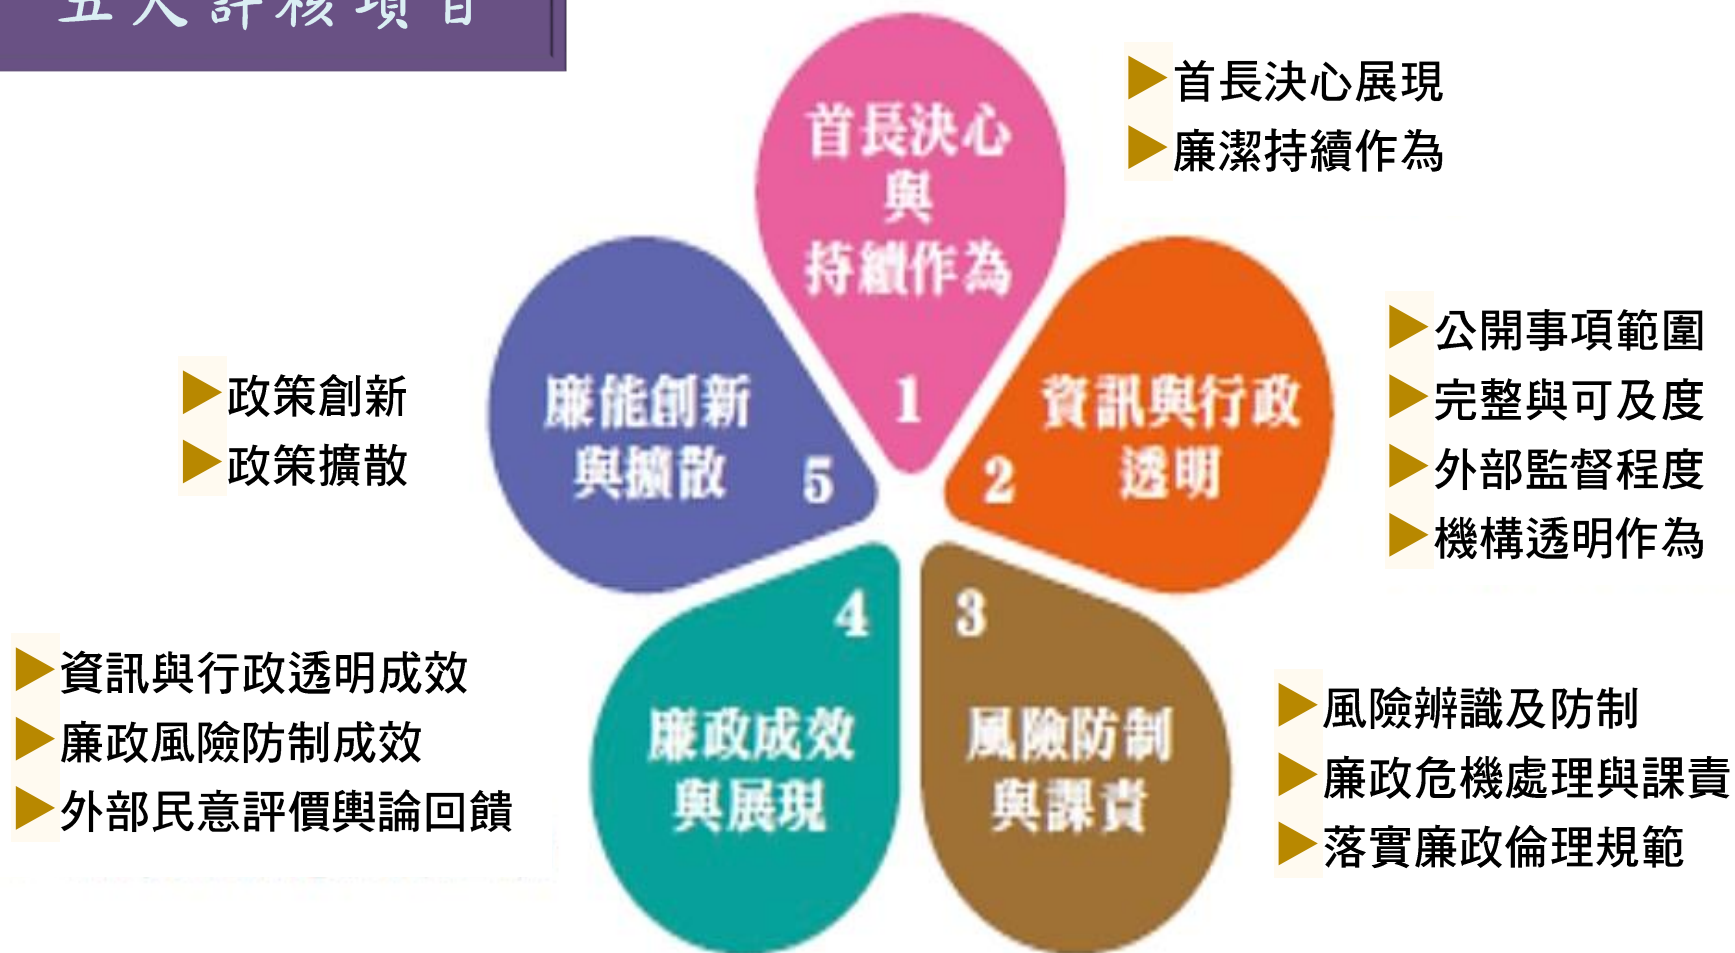 五大評核項目
首長決心
與
持續作為
1
首長決心展現
廉潔持續作為
資訊與行政
透明
2
公開事項範圍
完整與可及度
外部監督程度
機構透明作為
3
風險防制
與課責
風險辨識及防制
廉政危機處理與課責
落實廉政倫理規範
4
廉政成效
與展現
資訊與行政透明成效
廉政風險防制成效
外部民意評價輿論回饋
廉能創新
與擴散
5
政策創新
政策擴散